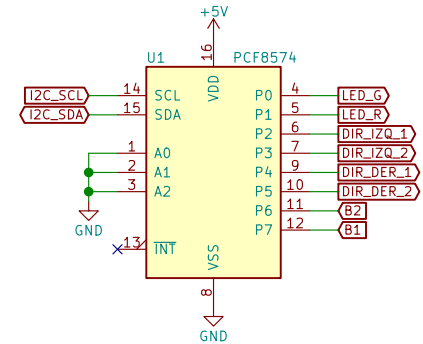 +5V
U1 PCF8574
16
VDD
I2C_SCL 14 SCL P0 4 LED_G
I2C_SDA 15 SDA P1 5 LED_R
P2 6 DIR_IZQ_1
1 A0 P3 7 DIR_IZQ_2
2 A1 P4 9 DIR_DER_1
3 A2 P5 10 DIR_DER_2
P6 11 B2
GND P7 12 B1
13 INT
VSS
8
GND